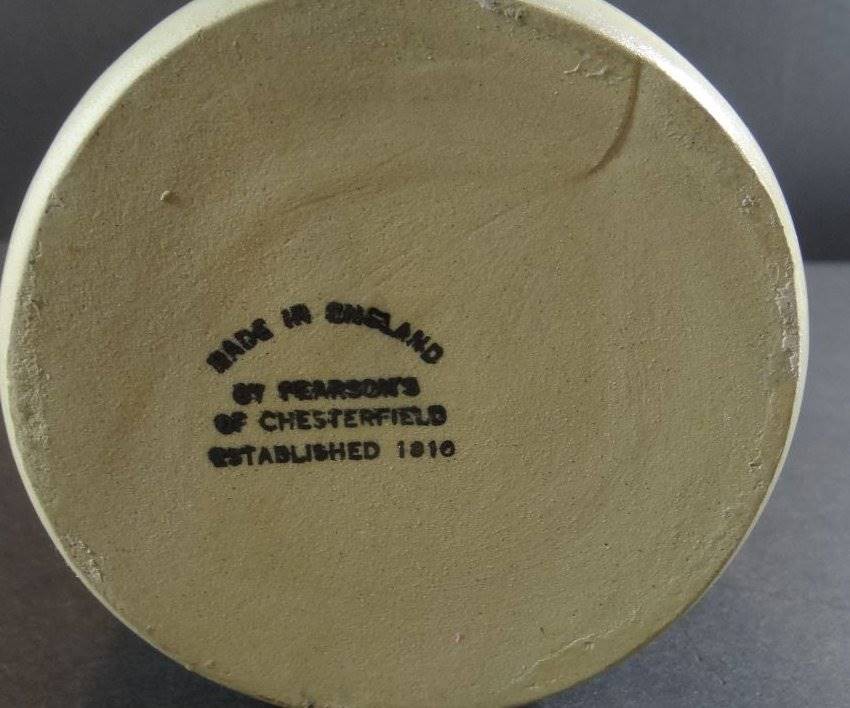 MADE IN ENGLAND
BY PEARSON'S
OF CHESTERFIELD
ESTABLISHED 1810